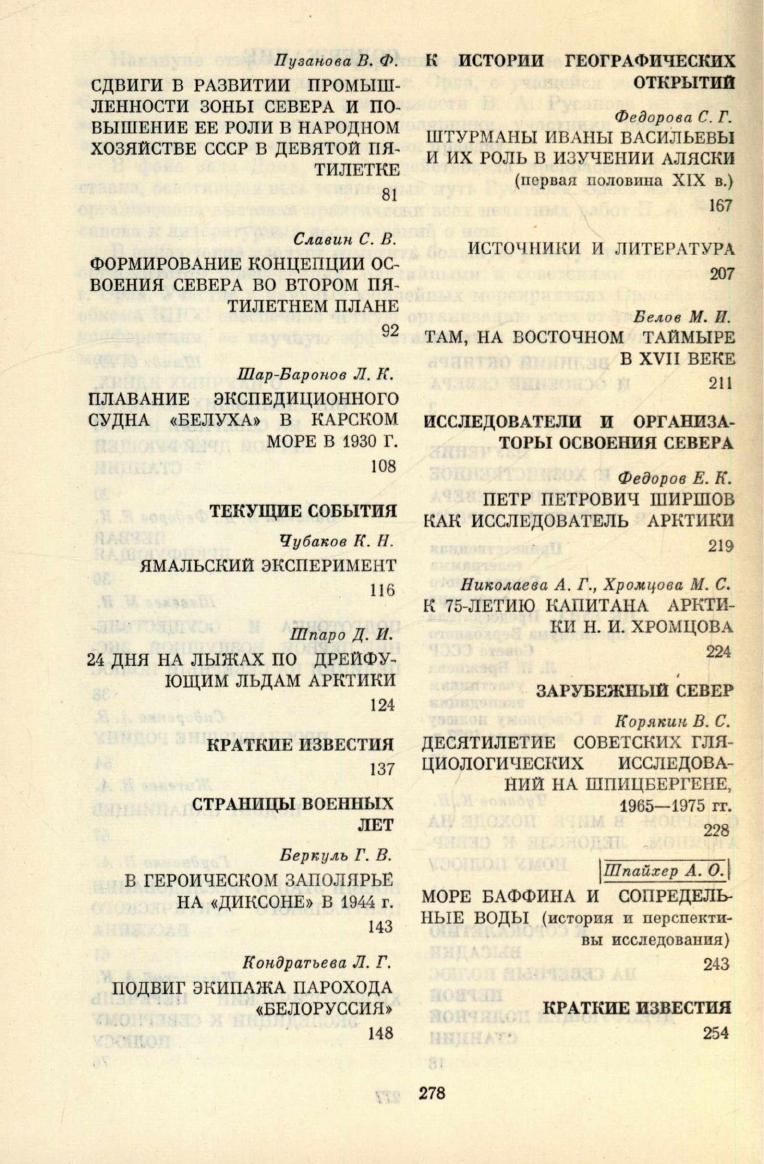 Пузанова В. Ф.
СДВИГИ В РАЗВИТИИ ПРОМЫШ-
ЛЕННОСТИ ЗОНЫ СЕВЕРА И ПО-
ВЫШЕНИЕ ЕЕ РОЛИ В НАРОДНОМ
ХОЗЯЙСТВЕ СССР В ДЕВЯТОЙ ПЯ-
ТИЛЕТКЕ
81
Славин С. В.
ФОРМИРОВАНИЕ КОНЦЕПЦИИ ОС-
ВОЕНИЯ СЕВЕРА ВО ВТОРОМ ПЯ-
ТИЛЕТНЕМ ПЛАНЕ
92
Шар-Баронов Л. К.
ПЛАВАНИЕ ЭКСПЕДИЦИОННОГО
СУДНА «БЕЛУХА» В КАРСКОМ
МОРЕ В 1930 Г.
108
ТЕКУЩИЕ СОБЫТИЯ
Чубаков К. Н.
ЯМАЛЬСКИЙ ЭКСПЕРИМЕНТ
116
Шпаро Д. И.
24 ДНЯ НА ЛЫЖАХ ПО ДРЕЙФУ-
ЮЩИМ ЛЬДАМ АРКТИКИ
124
КРАТКИЕ ИЗВЕСТИЯ
137
СТРАНИЦЫ ВОЕННЫХ
ЛЕТ
Беркуль Г. В.
В ГЕРОИЧЕСКОМ ЗАПОЛЯРЬЕ
НА «ДИКСОНЕ» В 1944 г.
143
Кондратьева Л. Г.
ПОДВИГ ЭКИПАЖА ПАРОХОДА
«БЕЛОРУССИЯ»
148
К ИСТОРИИ ГЕОГРАФИЧЕСКИХ
ОТКРЫТИЙ
Федорова С. Г.
ШТУРМАНЫ ИВАНЫ ВАСИЛЬЕВЫ
И ИХ РОЛЬ В ИЗУЧЕНИИ АЛЯСКИ
(первая половина XIX в.)
167
ИСТОЧНИКИ И ЛИТЕРАТУРА
207
Белов М. И.
ТАМ, НА ВОСТОЧНОМ ТАЙМЫРЕ
В XVII ВЕКЕ
211
ИССЛЕДОВАТЕЛИ И ОРГАНИЗА-
ТОРЫ ОСВОЕНИЯ СЕВЕРА
Федоров Е. К.
ПЕТР ПЕТРОВИЧ ШИРШОВ
КАК ИССЛЕДОВАТЕЛЬ АРКТИКИ
219
Николаева А. Г., Хромцова М. С.
К 75-ЛЕТИЮ КАПИТАНА АРКТИ-
КИ Н. И. ХРОМЦОВА
224
ЗАРУБЕЖНЫЙ СЕВЕР
Корякин В. С.
ДЕСЯТИЛЕТИЕ СОВЕТСКИХ ГЛЯ-
ЦИОЛОГИЧЕСКИХ ИССЛЕДОВА-
НИЙ НА ШПИЦБЕРГЕНЕ,
1965—1975 гг.
228
Шпайхер А. О.
МОРЕ БАФФИНА И СОПРЕДЕЛЬ-
НЫЕ ВОДЫ (история и перспекти-
вы исследования)
243
КРАТКИЕ ИЗВЕСТИЯ
254
278